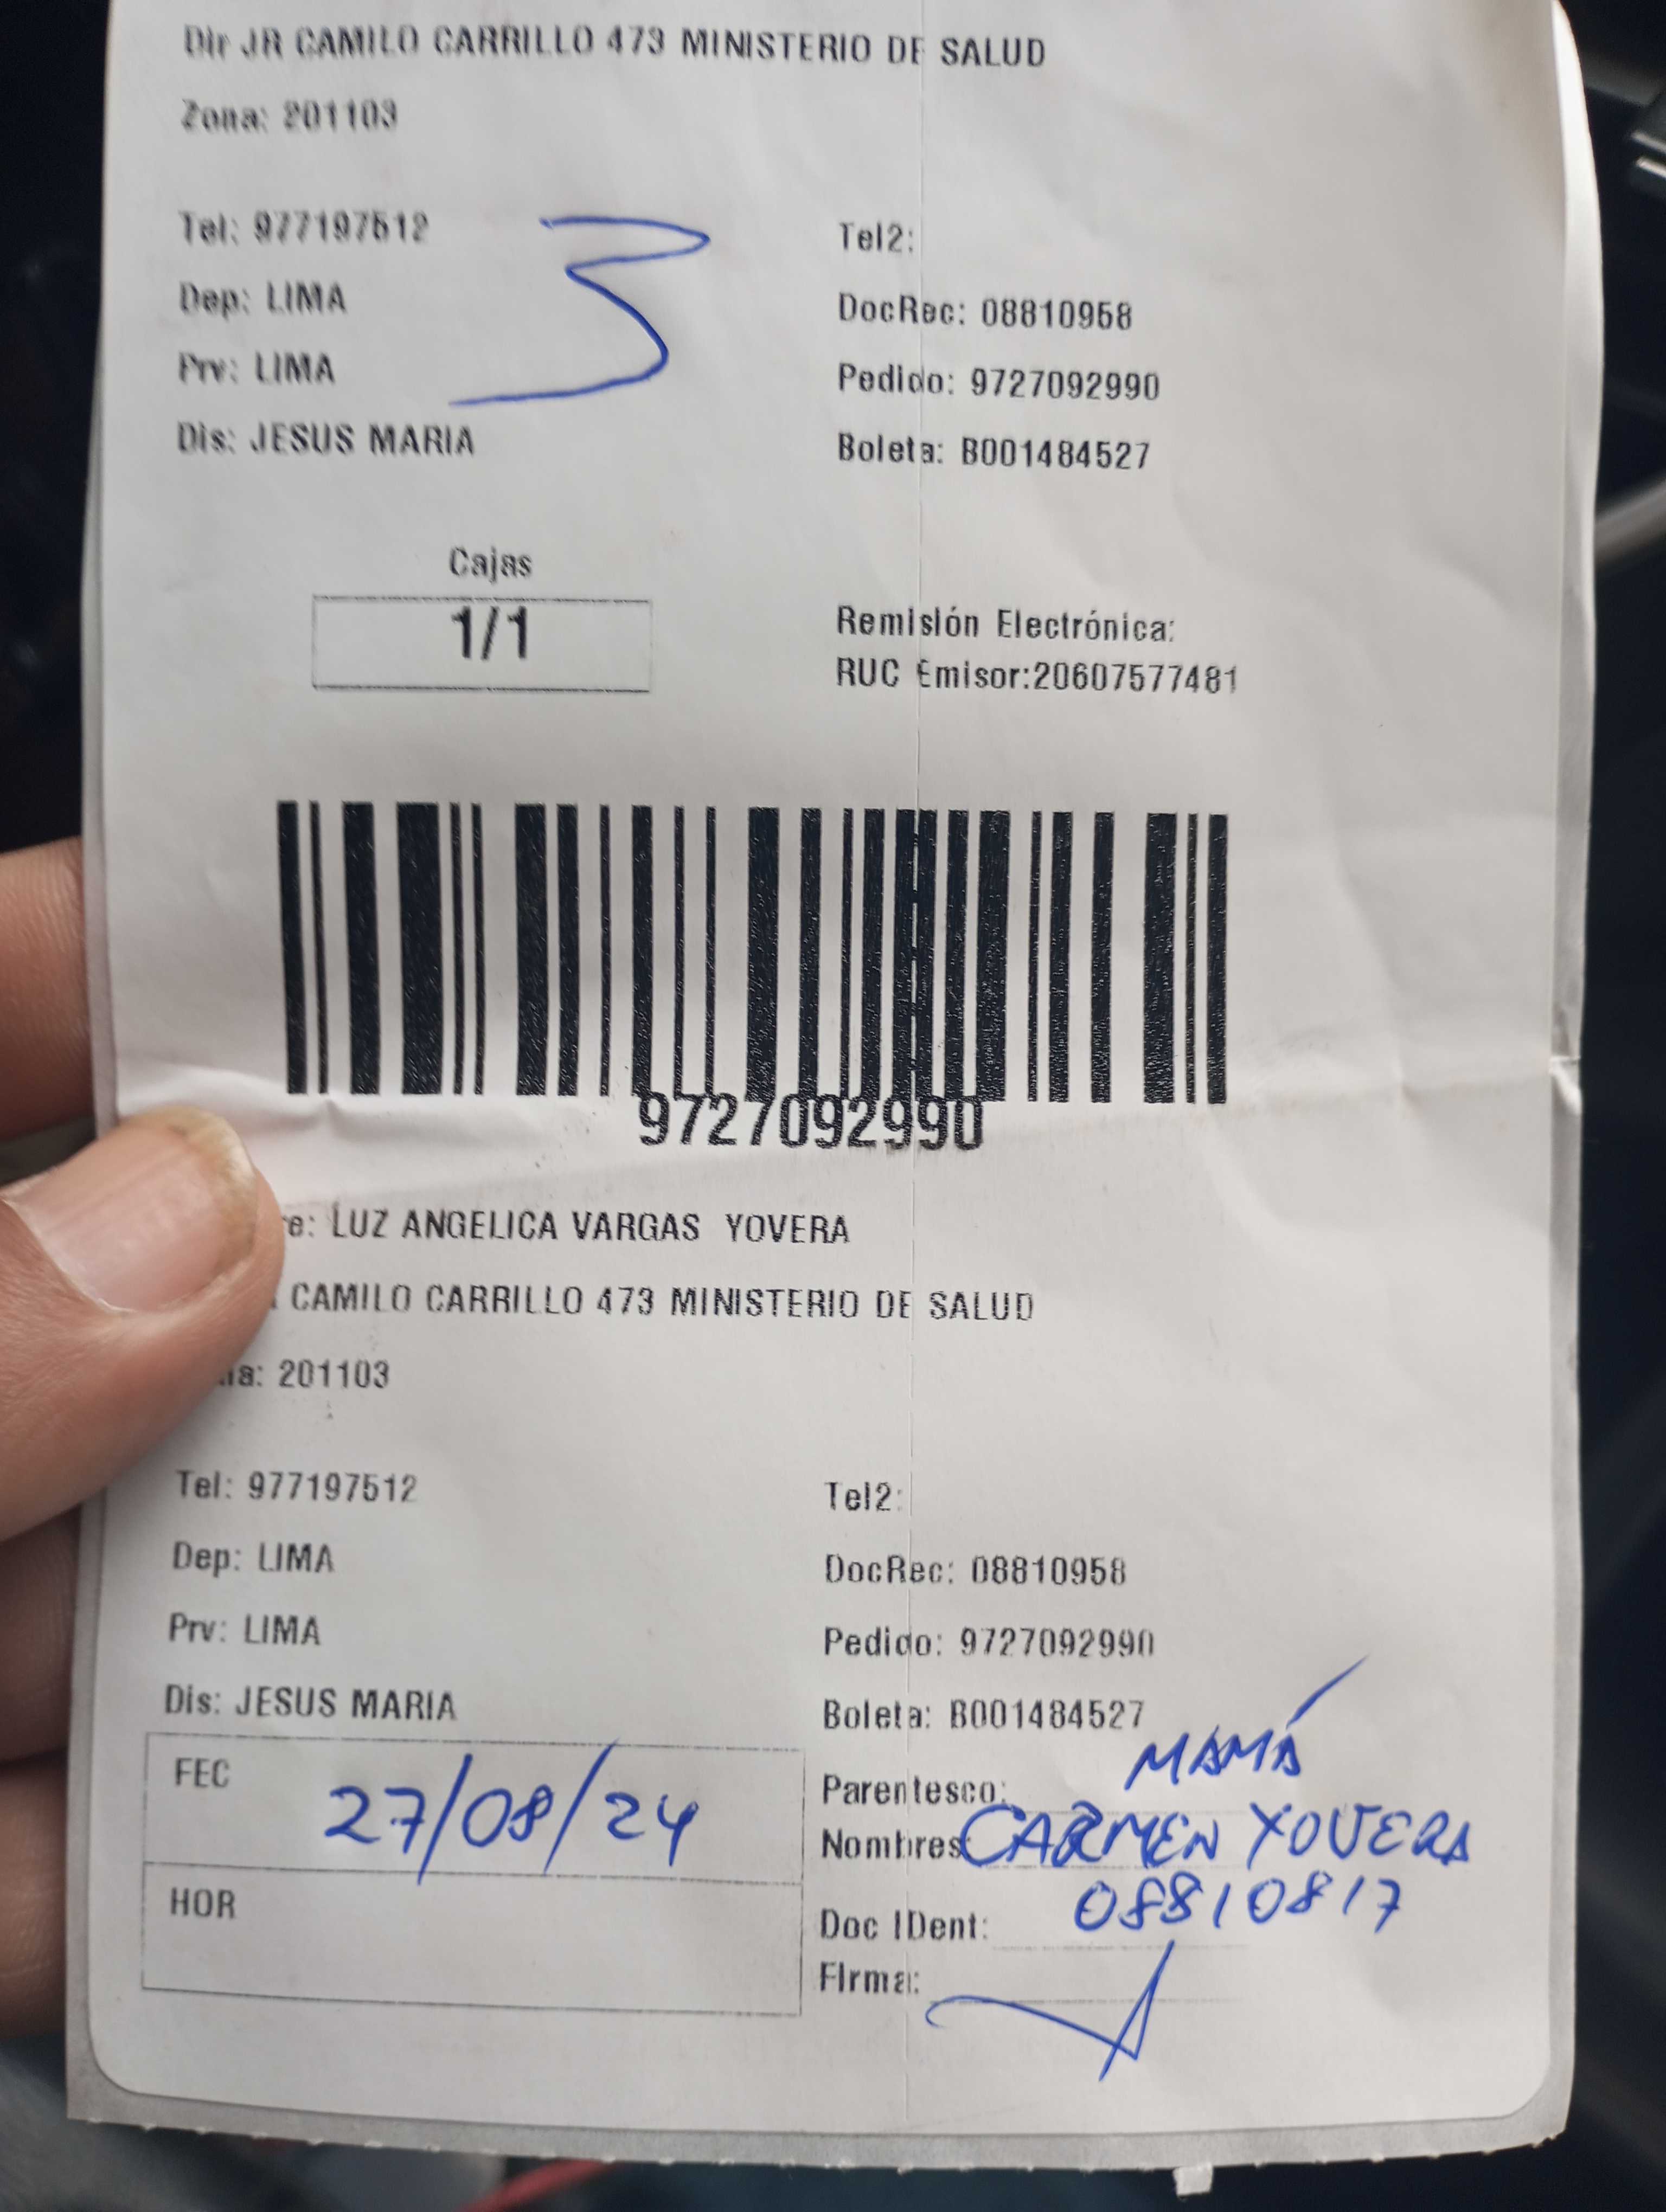 Dir JR CAMILO CARRILLO 473 MINISTERIO DE SALUD
Zona: 201103
Tel: 977197512
Tel2:
3
Dep: LIMA
DocRec: 08810958
Prv: LIMA
Pedido: 9727092990
Dis: JESUS MARIA
Boleta: B001484527
Cajas
1/1
Remisión Electrónica:
RUC Emisor:20607577481
9727092990
re: LUZ ANGELICA VARGAS YOVERA
CAMILO CARRILLO 473 MINISTERIO DE SALUD
na: 201103
Tel: 977197512
Tel2:
Dep: LIMA
DocRec: 08810958
Prv: LIMA
Pedido: 9727092990
Dis: JESUS MARIA
Boleta: B001484527
FEC 27/08/24
Parentesco: MAMÁ
Nombres CARMEN YOVERA
HOR
Doc IDent: 08810817
Firma: